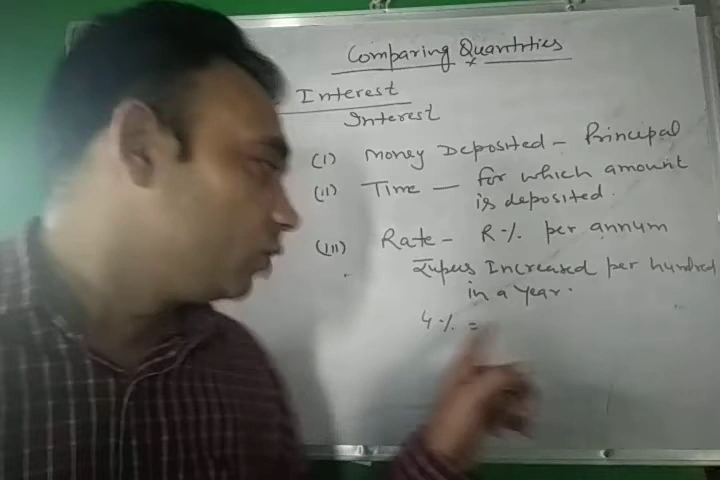 Comparing Quantities
Interest
Interest
(i) Money Deposited - Principal
(ii) Time - for which amount
is deposited.
(iii) Rate - R% per annum
Rupees Increased per hundred
in a Year.
4% =